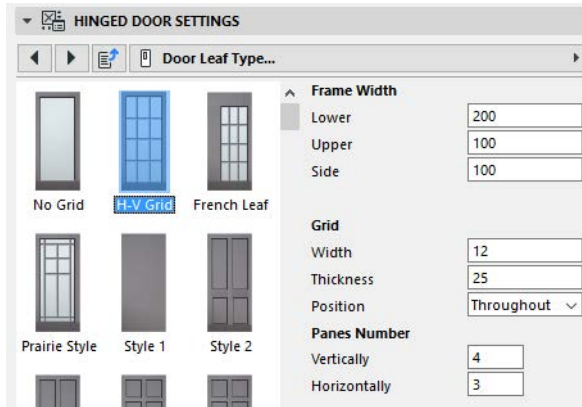 HINGED DOOR SETTINGS
Door Leaf Type...
No Grid
H-V Grid
French Leaf
Prairie Style
Style 1
Style 2
Frame Width
Lower 200
Upper 100
Side 100
Grid
Width 12
Thickness 25
Position Throughout
Panes Number
Vertically 4
Horizontally 3